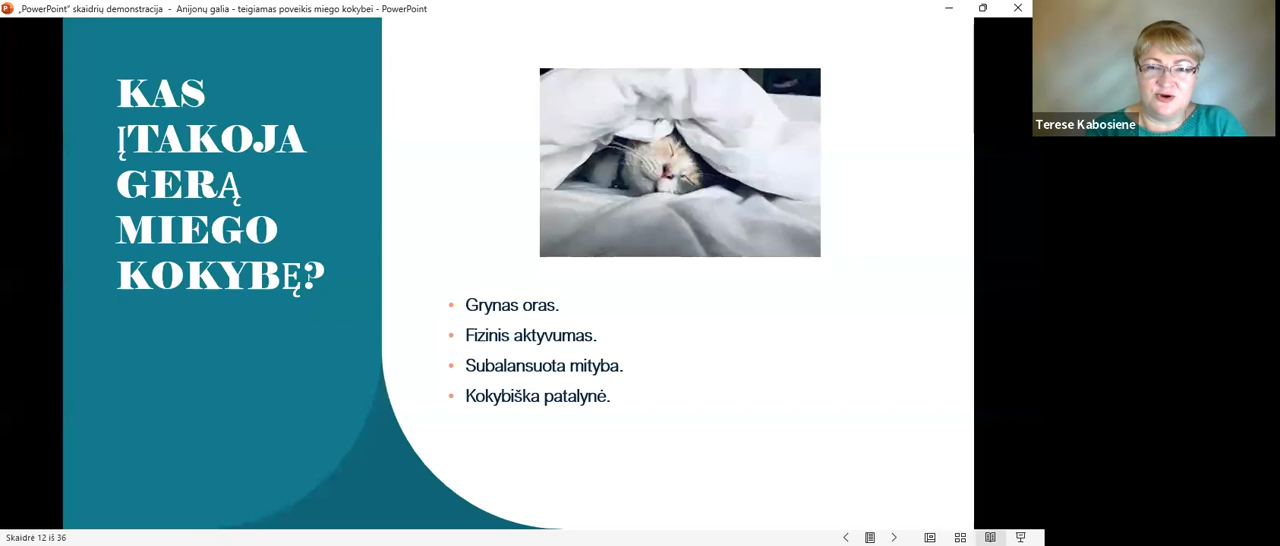 „PowerPoint“ skaidrių demonstracija - Anijonų galia - teigiamas poveikis miego kokybei - PowerPoint
KAS
ĮTAKOJA
GERĄ
MIEGO
KOKYBĘ?
Grynas oras.
Fizinis aktyvumas.
Subalansuota mityba.
Kokybiška patalynė.
Terese Kabosiene
Skaidrė 12 iš 36